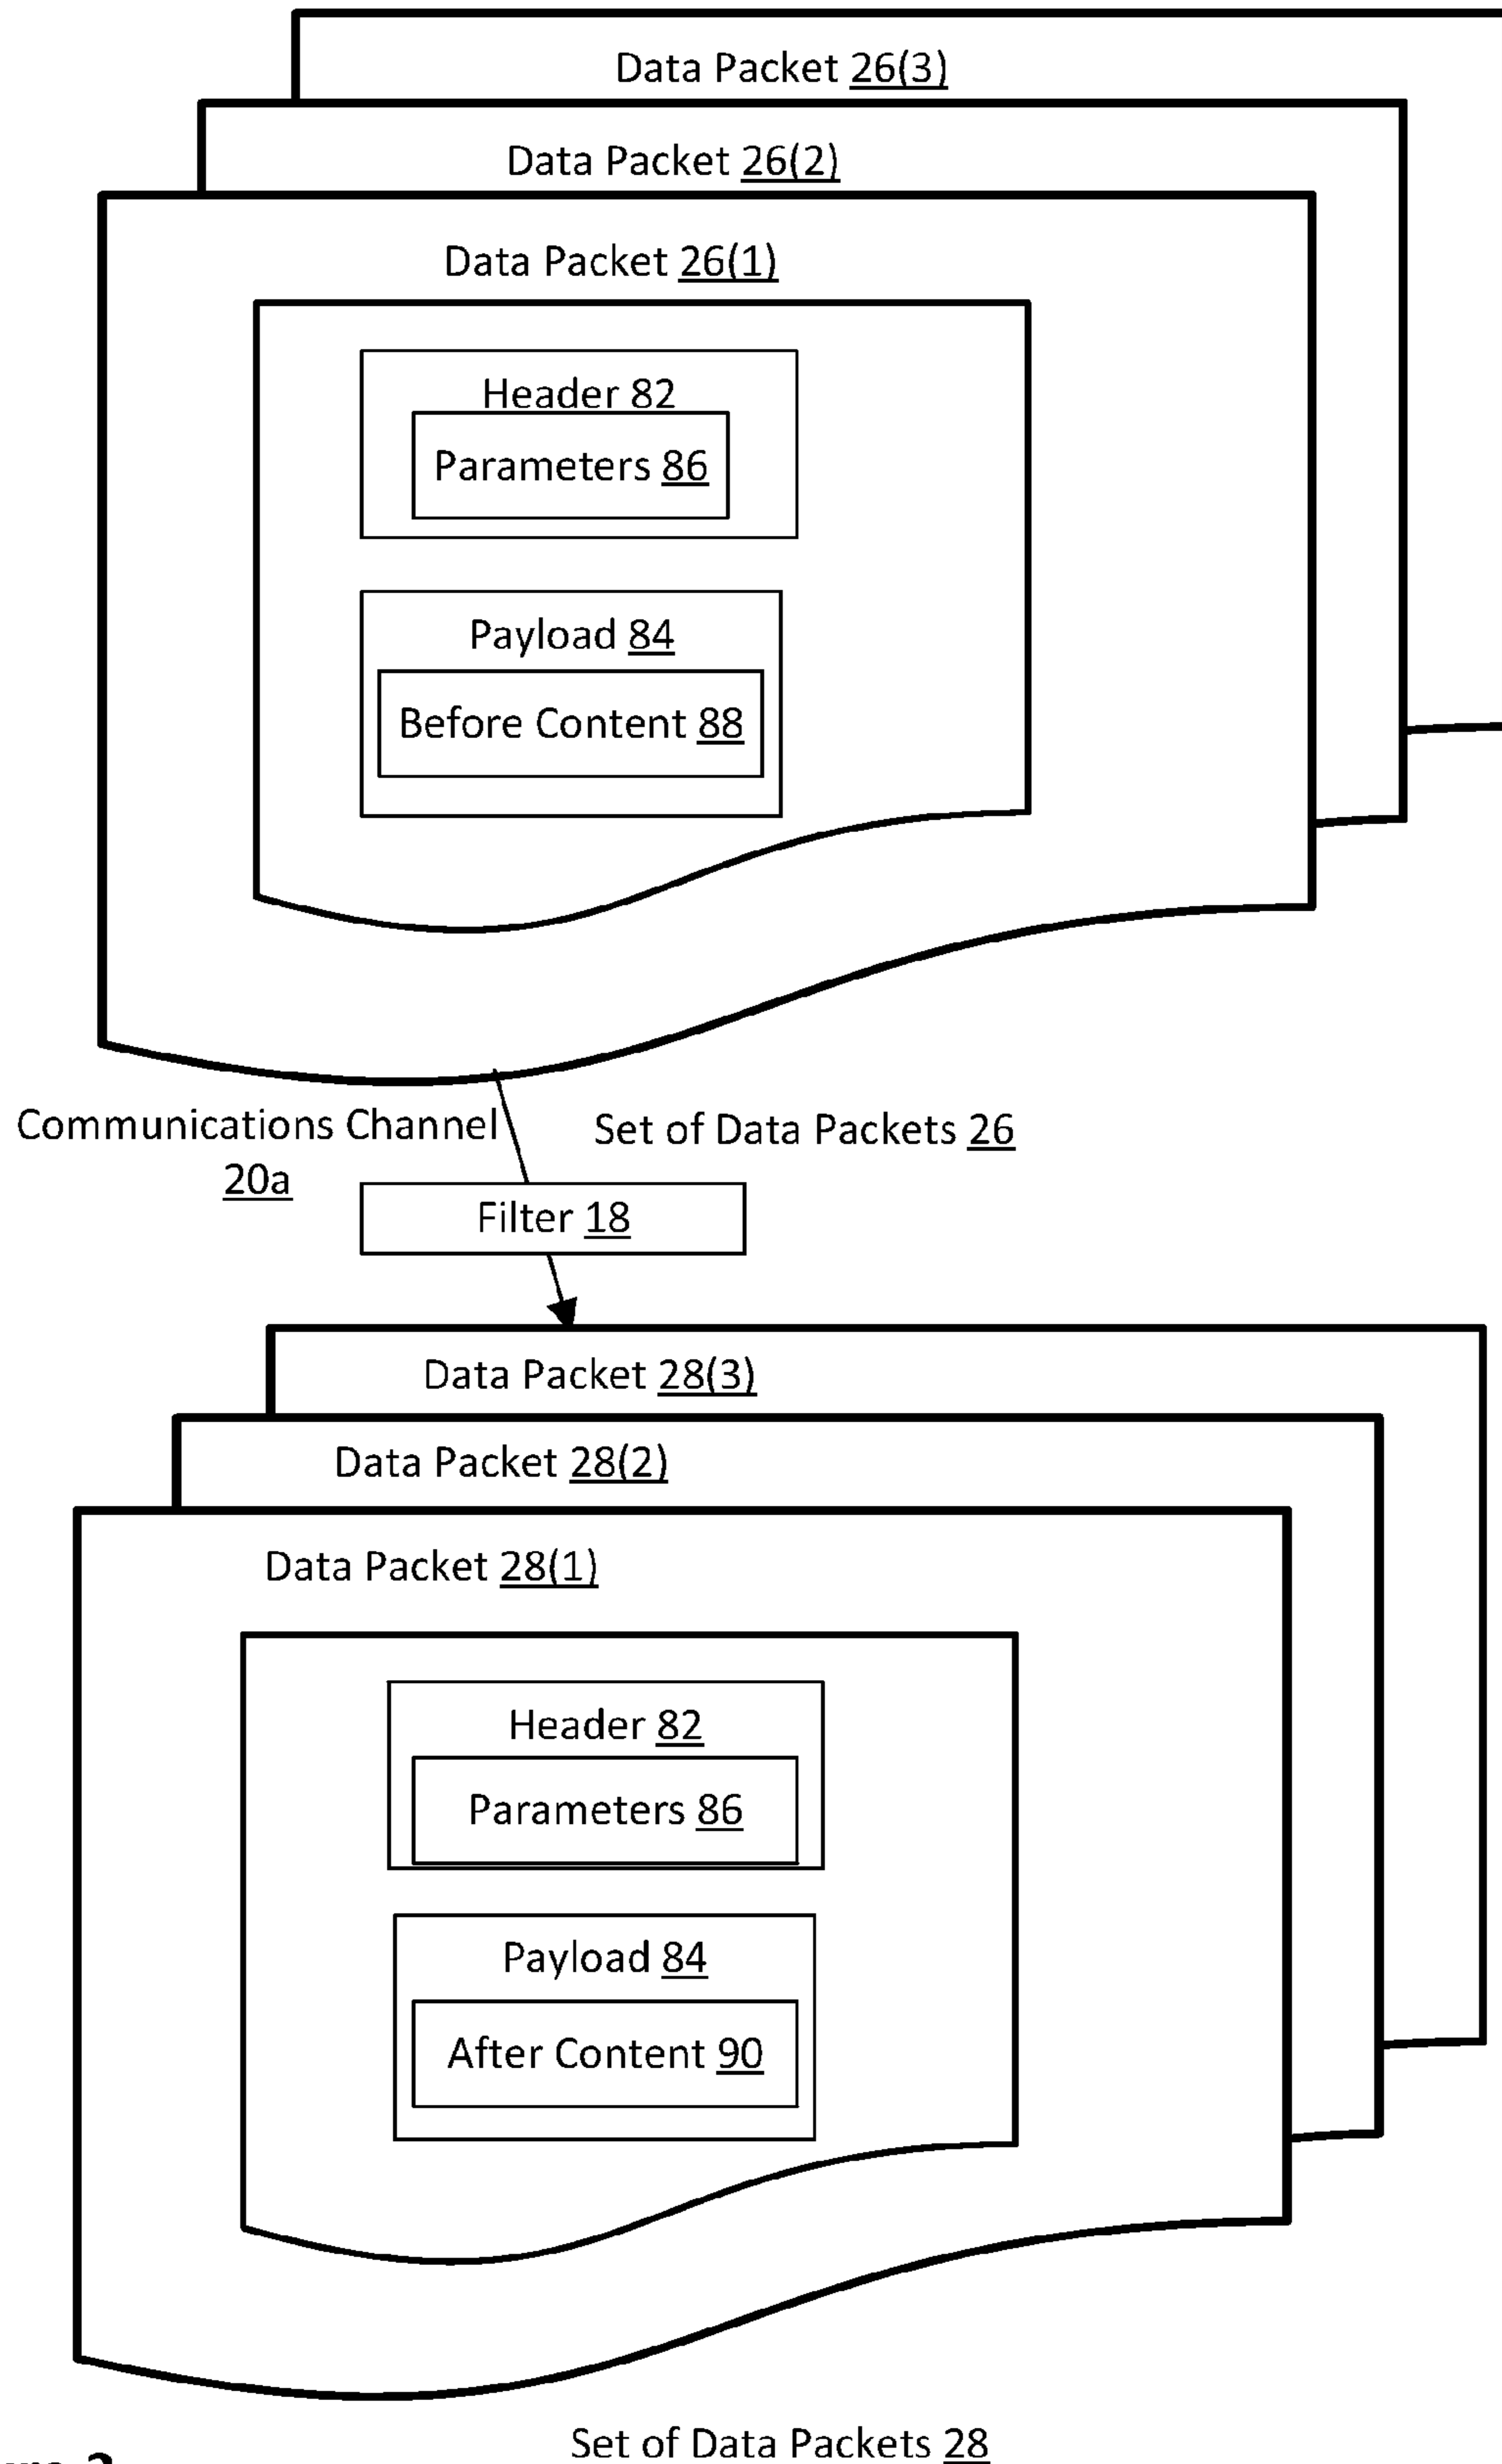 Data Packet 26(3)
Data Packet 26(2)
Data Packet 26(1)
Header 82
Parameters 86
Payload 84
Before Content 88
Communications Channel
20a
Set of Data Packets 26
Filter 18
Data Packet 28(3)
Data Packet 28(2)
Data Packet 28(1)
Header 82
Parameters 86
Payload 84
After Content 90
Set of Data Packets 28